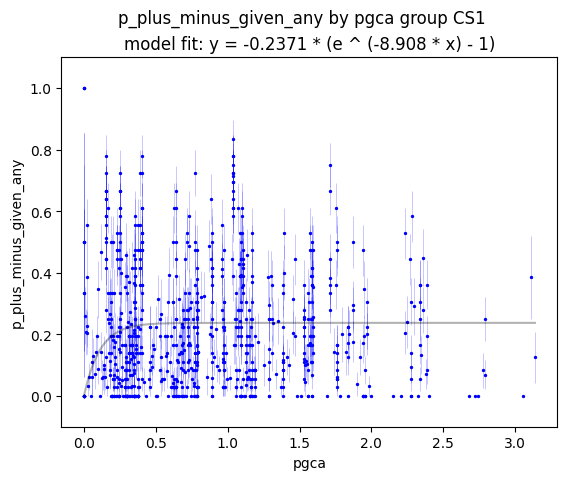 p_plus_minus_given_any by pgca group CS1
model fit: y = -0.2371 * (e ^ (-8.908 * x) - 1)
1.0
0.8
0.6
0.4
0.2
0.0
p_plus_minus_given_any
0.0 0.5 1.0 1.5 2.0 2.5 3.0
pgca